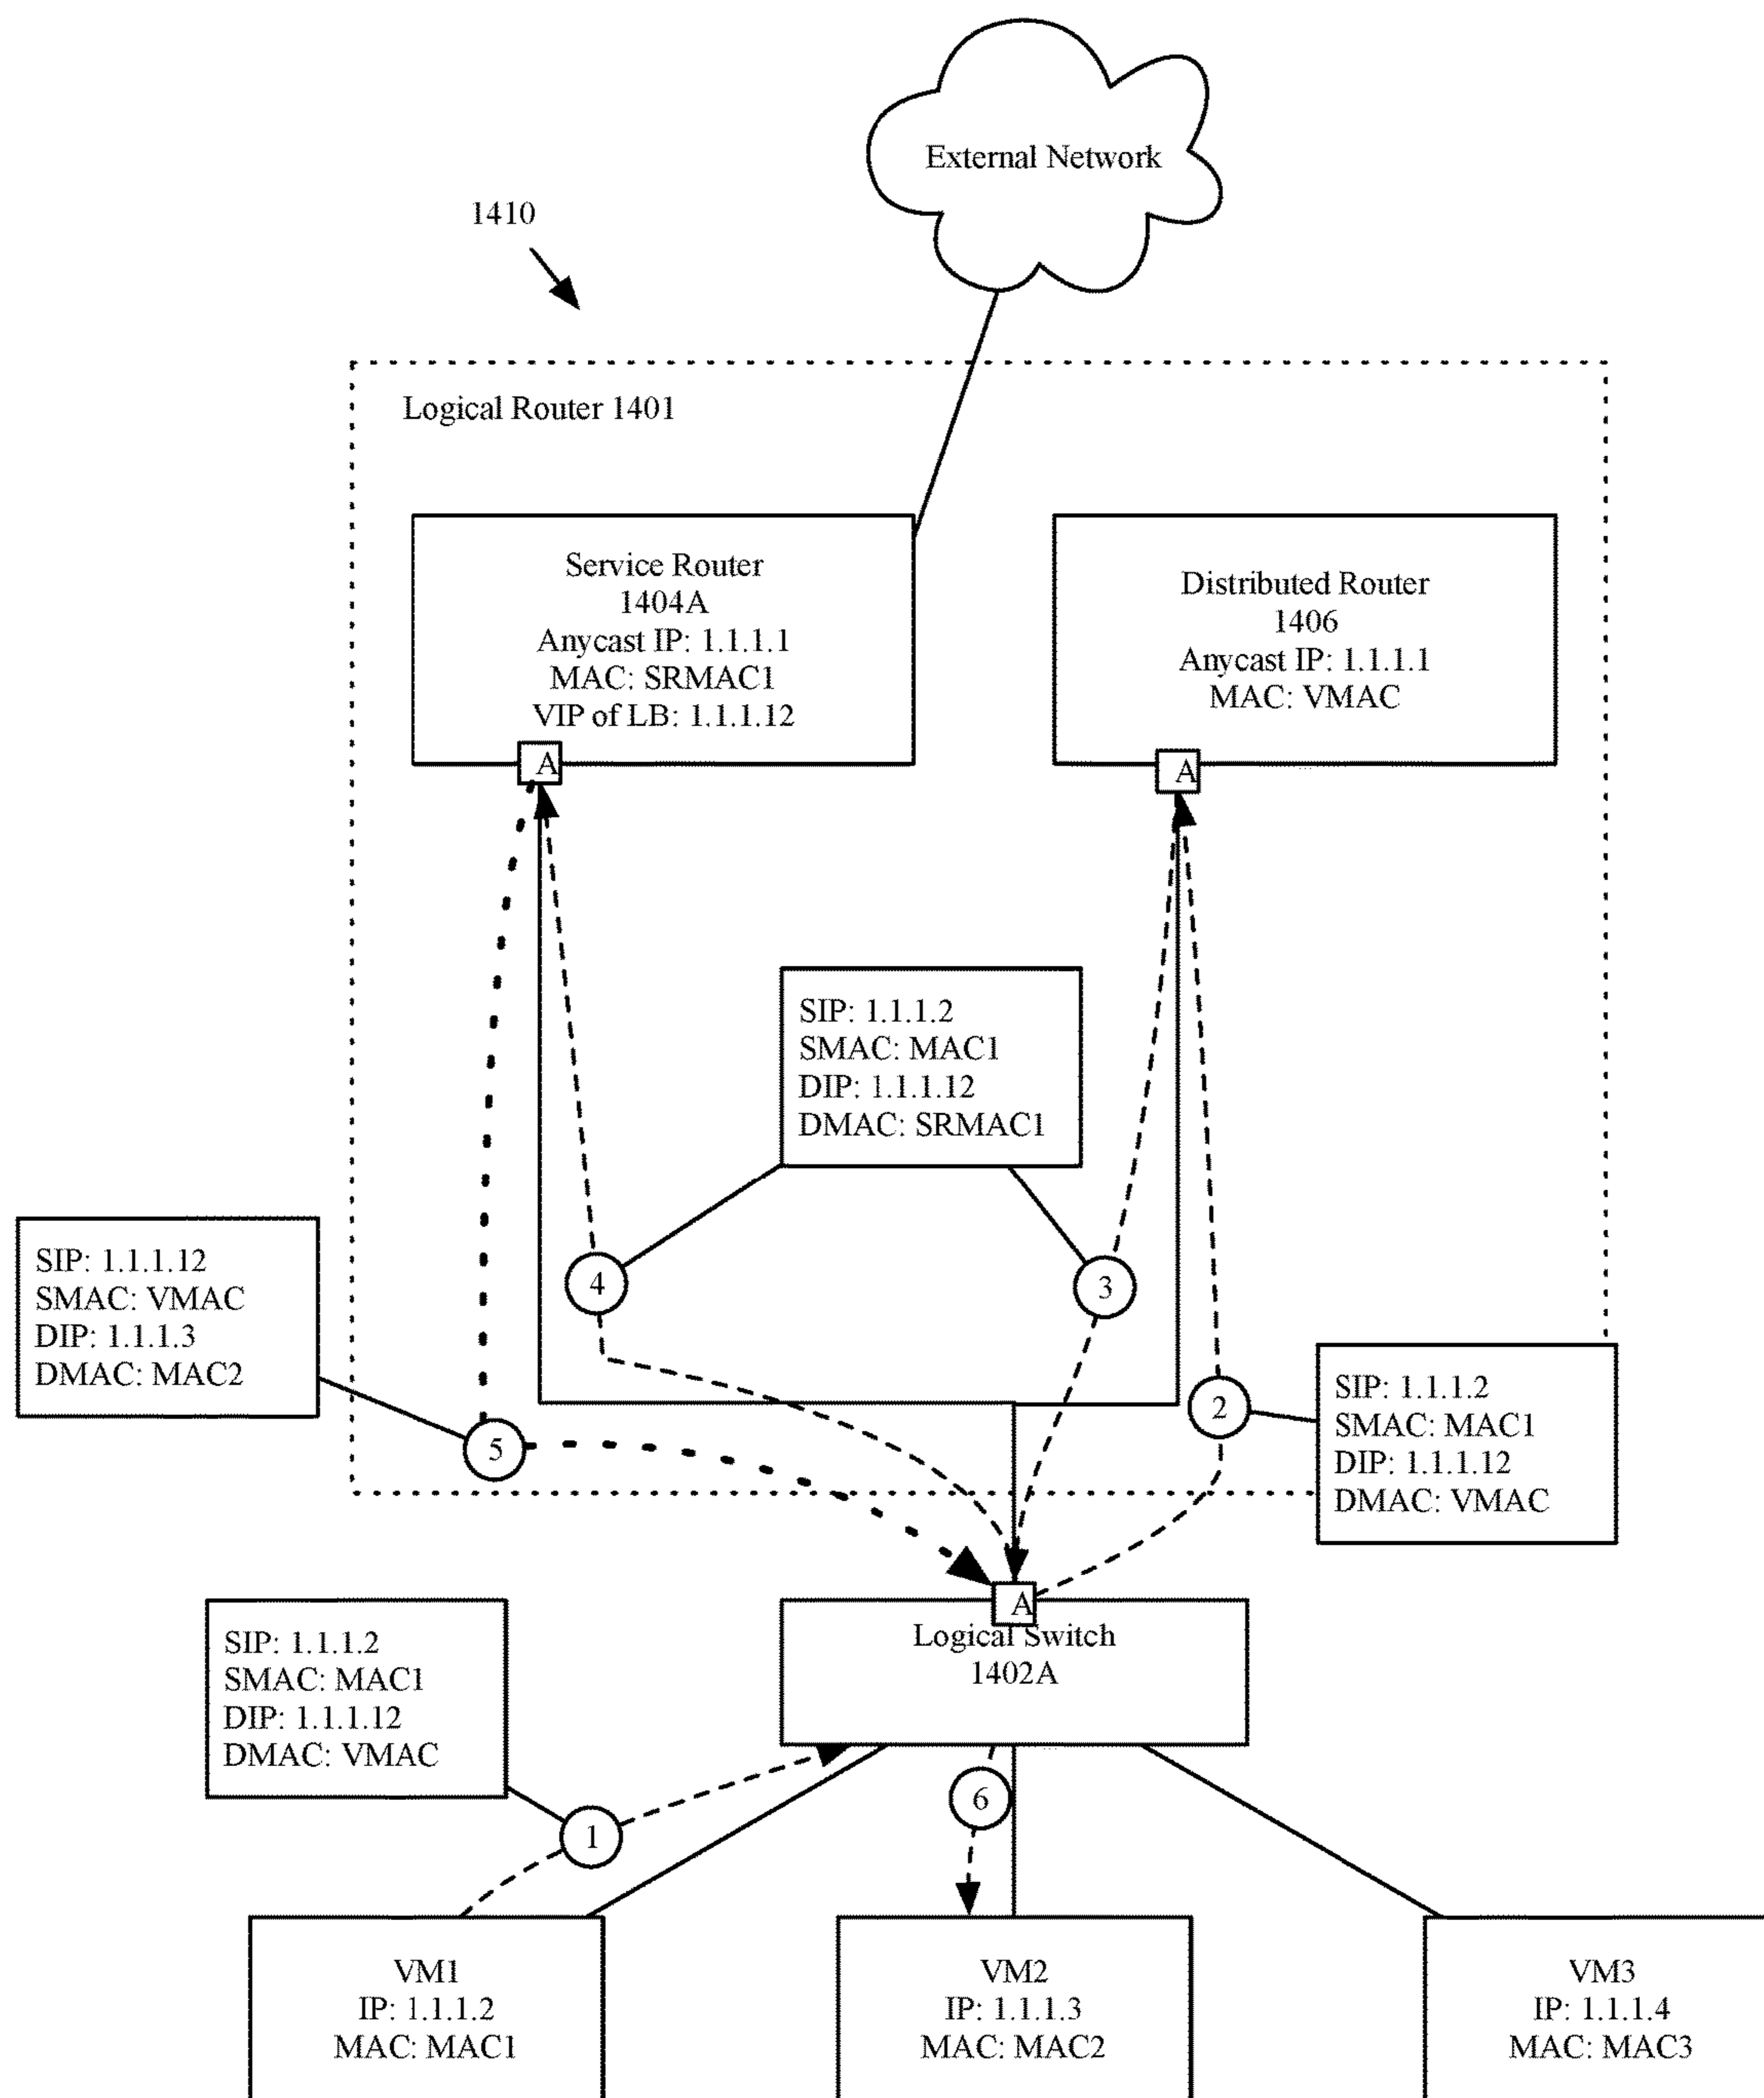 External Network
1410
Logical Router 1401
Service Router
1404A
Anycast IP: 1.1.1.1
MAC: SRMAC1
VIP of LB: 1.1.1.12
Distributed Router
1406
Anycast IP: 1.1.1.1
MAC: VMAC
A
A
SIP: 1.1.1.2
SMAC: MAC1
DIP: 1.1.1.12
DMAC: SRMAC1
SIP: 1.1.1.12
SMAC: VMAC
DIP: 1.1.1.3
DMAC: MAC2
4
3
SIP: 1.1.1.2
SMAC: MAC1
DIP: 1.1.1.12
DMAC: VMAC
2
5
A
Logical Switch
1402A
SIP: 1.1.1.2
SMAC: MAC1
DIP: 1.1.1.12
DMAC: VMAC
6
1
VM1
IP: 1.1.1.2
MAC: MAC1
VM2
IP: 1.1.1.3
MAC: MAC2
VM3
IP: 1.1.1.4
MAC: MAC3